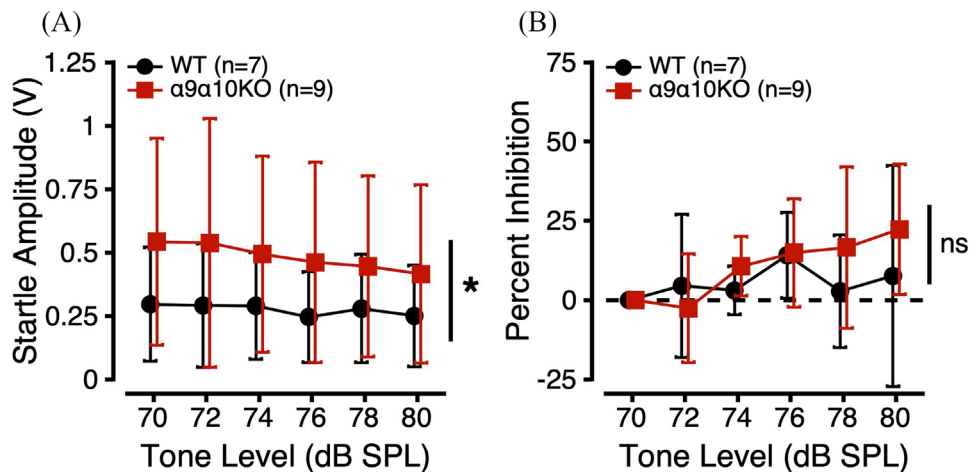 (A)
WT (n=7)
α9α10KO (n=9)
Startle Amplitude (V)
1.25
1
0.75
0.5
0.25
0
*
70 72 74 76 78 80
Tone Level (dB SPL)
(B)
WT (n=7)
α9α10KO (n=9)
Percent Inhibition
75
50
25
0
-25
ns
70 72 74 76 78 80
Tone Level (dB SPL)